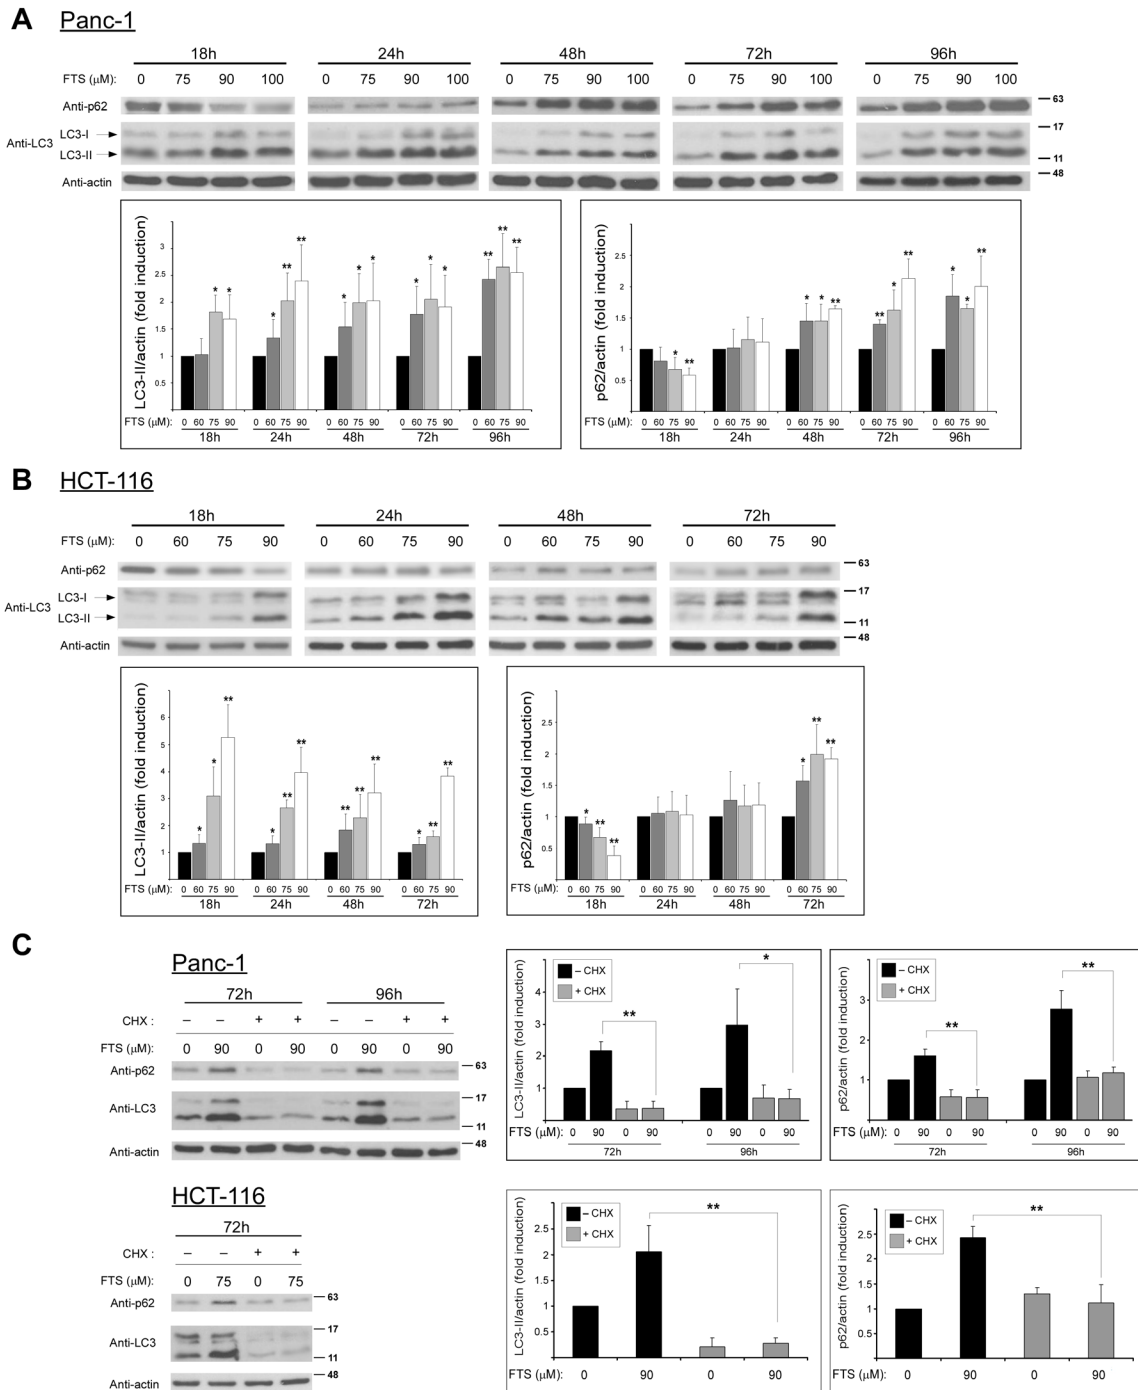 A Panc-1
18h 24h 48h 72h 96h
FTS (μM): 0 75 90 100 0 75 90 100 0 75 90 100 0 75 90 100 0 75 90 100
Anti-p62 63
Anti-LC3 LC3-I 17
LC3-II 11
Anti-actin 48
LC3-II/actin (fold induction)
3
2.5
2
1.5
1
0.5
* * * ** ** * * * * * * ** ** **
FTS (μM): 0 60 75 90 0 60 75 90 0 60 75 90 0 60 75 90 0 60 75 90
18h 24h 48h 72h 96h
p62/actin (fold induction)
2.5
2
1.5
1
0.5
* ** * * ** ** * ** * * **
FTS (μM): 0 60 75 90 0 60 75 90 0 60 75 90 0 60 75 90 0 60 75 90
18h 24h 48h 72h 96h
B HCT-116
18h 24h 48h 72h
FTS (μM): 0 60 75 90 0 60 75 90 0 60 75 90 0 60 75 90
Anti-p62 63
Anti-LC3 LC3-I 17
LC3-II 11
Anti-actin 48
LC3-II/actin (fold induction)
6
5
4
3
2
1
* * ** * ** ** ** ** ** * ** **
FTS (μM): 0 60 75 90 0 60 75 90 0 60 75 90 0 60 75 90
18h 24h 48h 72h
p62/actin (fold induction)
2.5
2
1.5
1
0.5
* ** ** * ** **
FTS (μM): 0 60 75 90 0 60 75 90 0 60 75 90 0 60 75 90
18h 24h 48h 72h
C Panc-1
72h 96h
CHX : – – + + – – + +
FTS (μM): 0 90 0 90 0 90 0 90
Anti-p62 63
Anti-LC3 17
11
Anti-actin 48
LC3-II/actin (fold induction)
– CHX
+ CHX
5
4
3
2
1
** *
FTS (μM): 0 90 0 90 0 90 0 90
72h 96h
p62/actin (fold induction)
– CHX
+ CHX
4
3
2
1
** **
FTS (μM): 0 90 0 90 0 90 0 90
72h 96h
HCT-116
72h
CHX : – – + +
FTS (μM): 0 75 0 75
Anti-p62 63
Anti-LC3 17
11
Anti-actin 48
LC3-II/actin (fold induction)
– CHX
+ CHX
2.5
2
1.5
1
0.5
**
FTS (μM): 0 90 0 90
p62/actin (fold induction)
– CHX
+ CHX
2.5
2
1.5
1
0.5
**
FTS (μM): 0 90 0 90